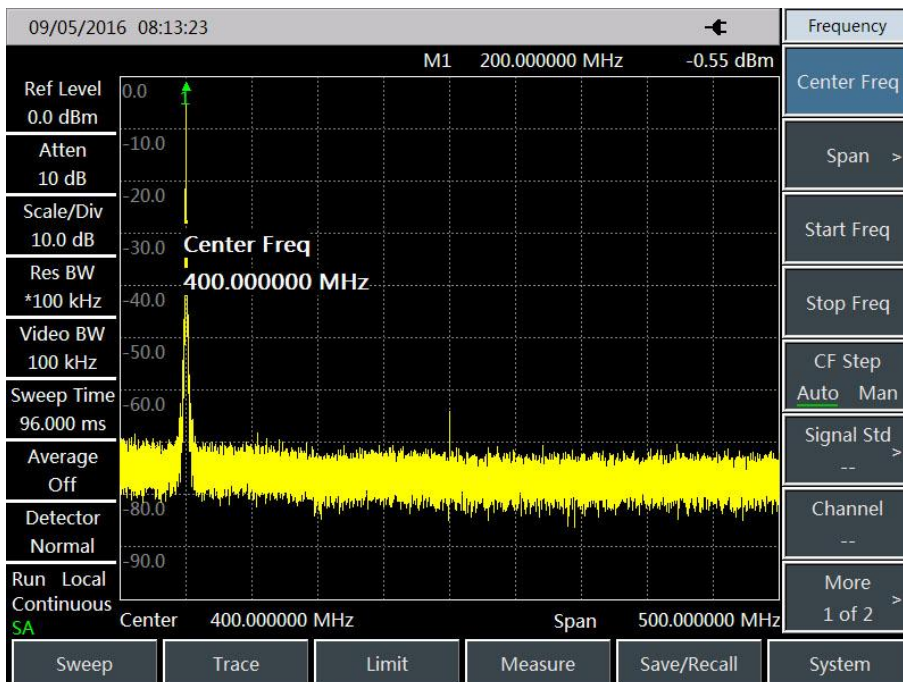 09/05/2016 08:13:23
Frequency
M1 200.000000 MHz -0.55 dBm
Ref Level
0.0 dBm
Atten
10 dB
Scale/Div
10.0 dB
Res BW
*100 kHz
Video BW
100 kHz
Sweep Time
96.000 ms
Average
Off
Detector
Normal
Run Local
Continuous
SA
0.0
1
-10.0
-20.0
-30.0
-40.0
-50.0
-60.0
-80.0
-90.0
Center Freq
400.000000 MHz
Center 400.000000 MHz Span 500.000000 MHz
Center Freq
Span >
Start Freq
Stop Freq
CF Step
Auto Man
Signal Std >
--
Channel
--
More >
1 of 2
Sweep Trace Limit Measure Save/Recall System